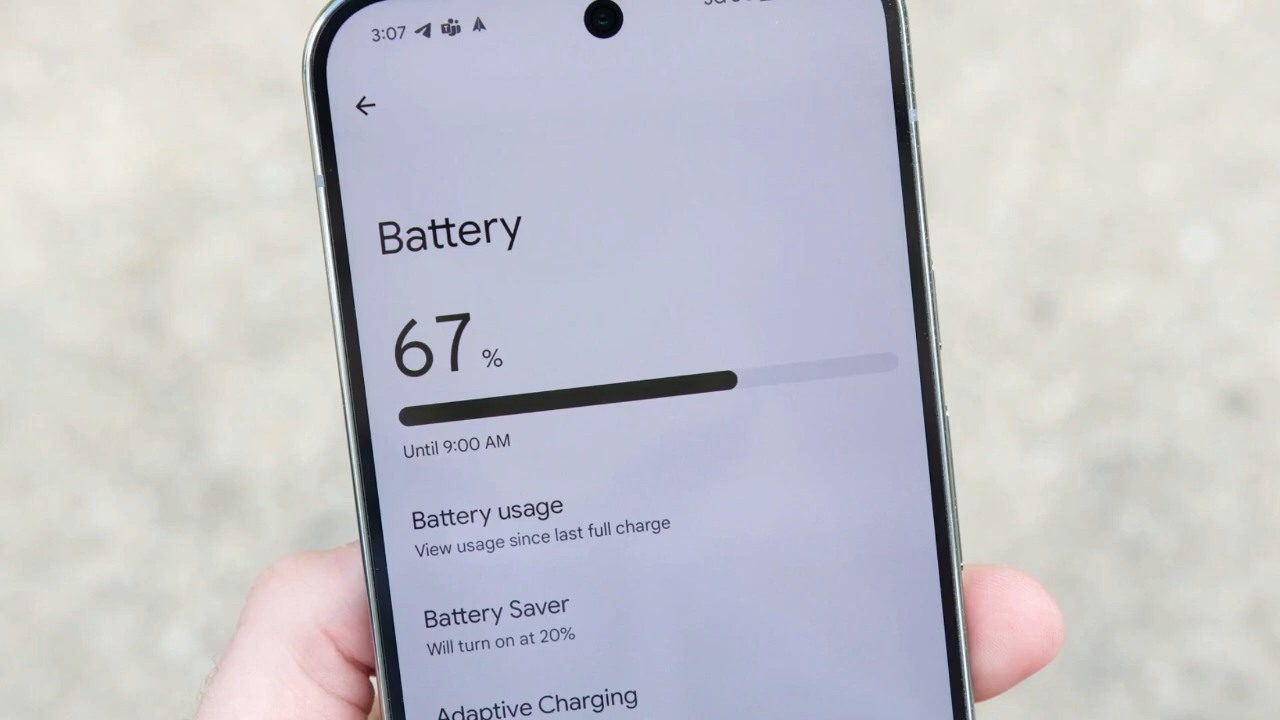 3:07
Battery
67 %
Until 9:00 AM
Battery usage
View usage since last full charge
Battery Saver
Will turn on at 20%
Adaptive Charging